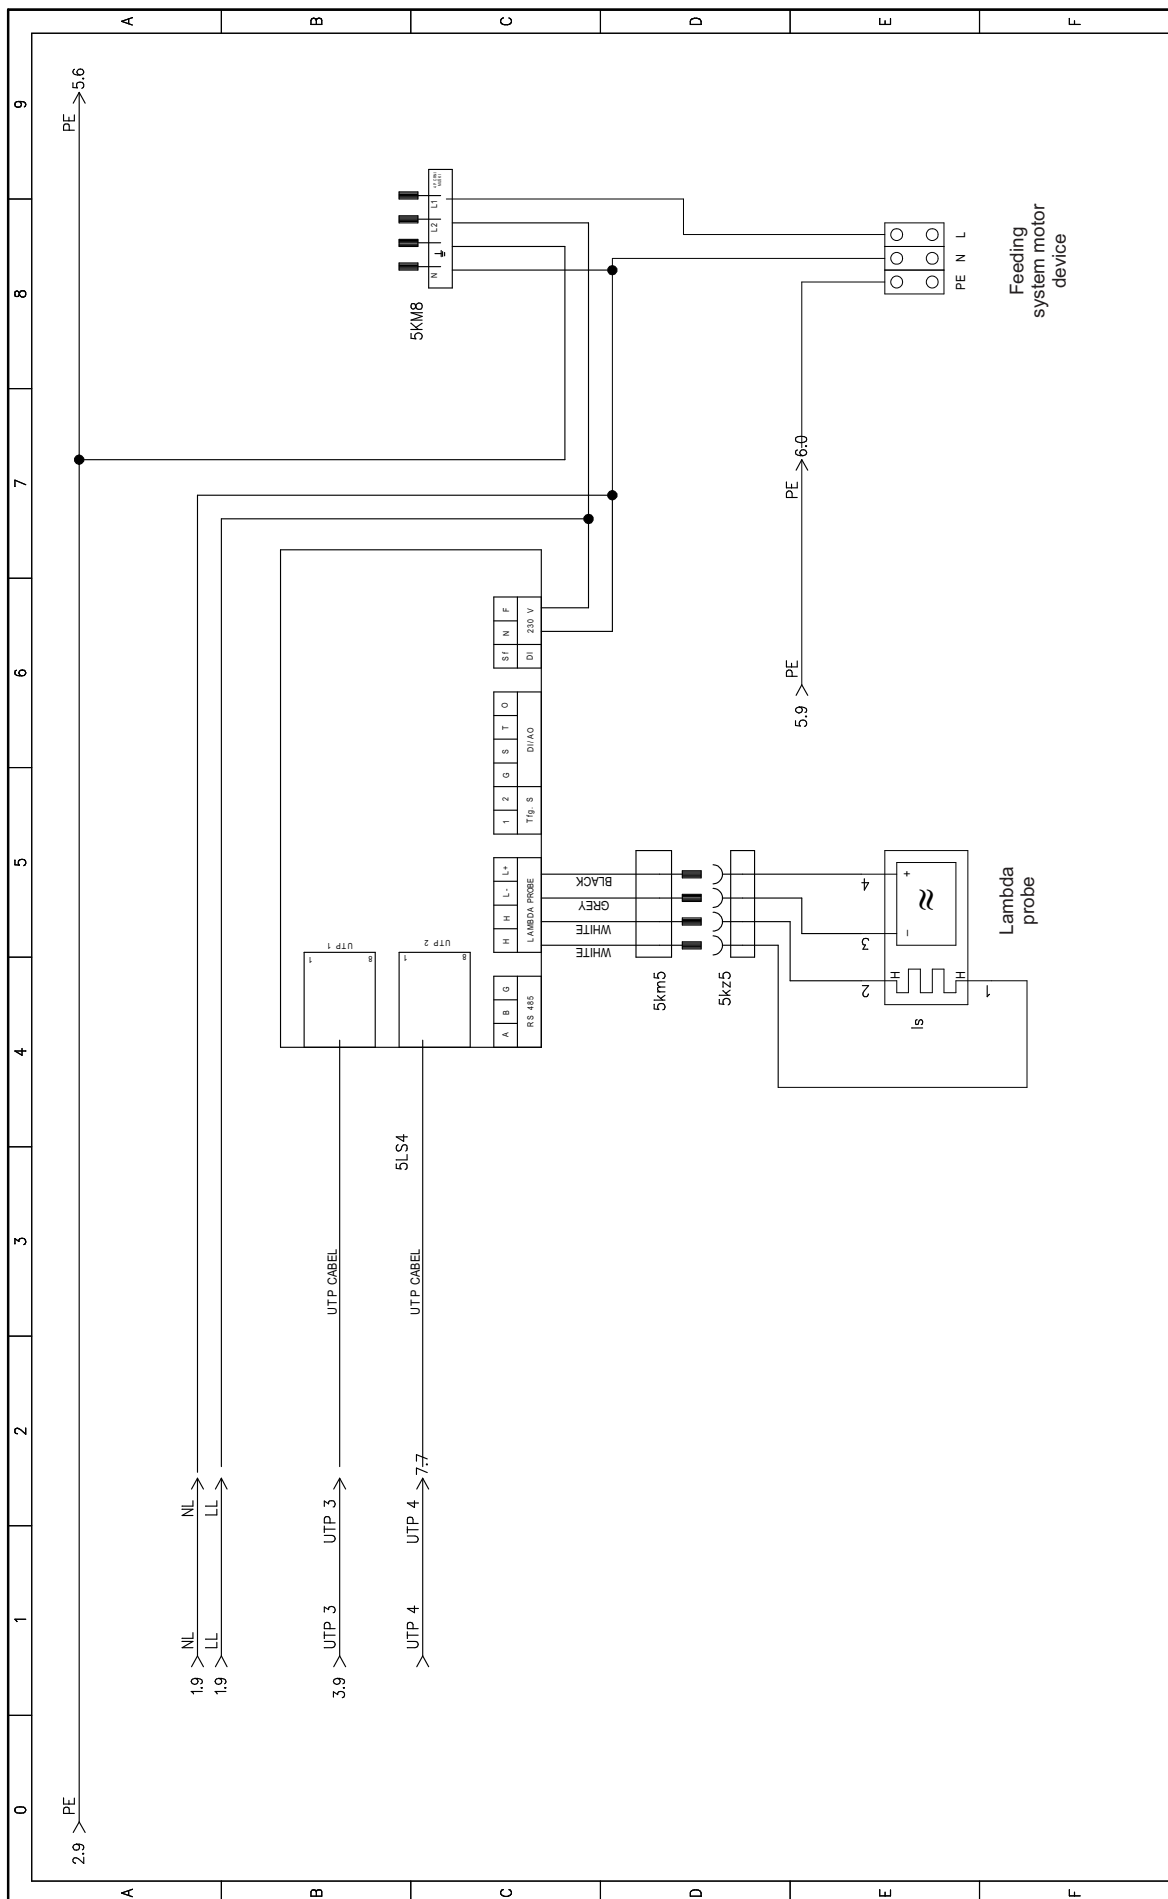 0 1 2 3 4 5 6 7 8 9
A
A
2.9 PE PE 5.6
1.9 NL NL
1.9 LL LL
B
B
3.9 UTP 3 UTP 3 UTP CABEL
UTP 1
1 8
C
C
5LS4
UTP 4 UTP 4 7.7 UTP CABEL
UTP 2
1 8
5KM8
N L2 L1
A B G
RS 485
H H L- L+
LAMBDA PROBE
1 2 G S T O
Tfg. S DI/AO
Sf N F
DI 230 V
WHITE
WHITE
GREY
BLACK
D
D
5km5
5kz5
5.9 PE PE 6.0
E
E
2 3 4
H - +
≈
H
ls
1
PE N L
Lambda
probe
Feeding
system motor
device
F
F